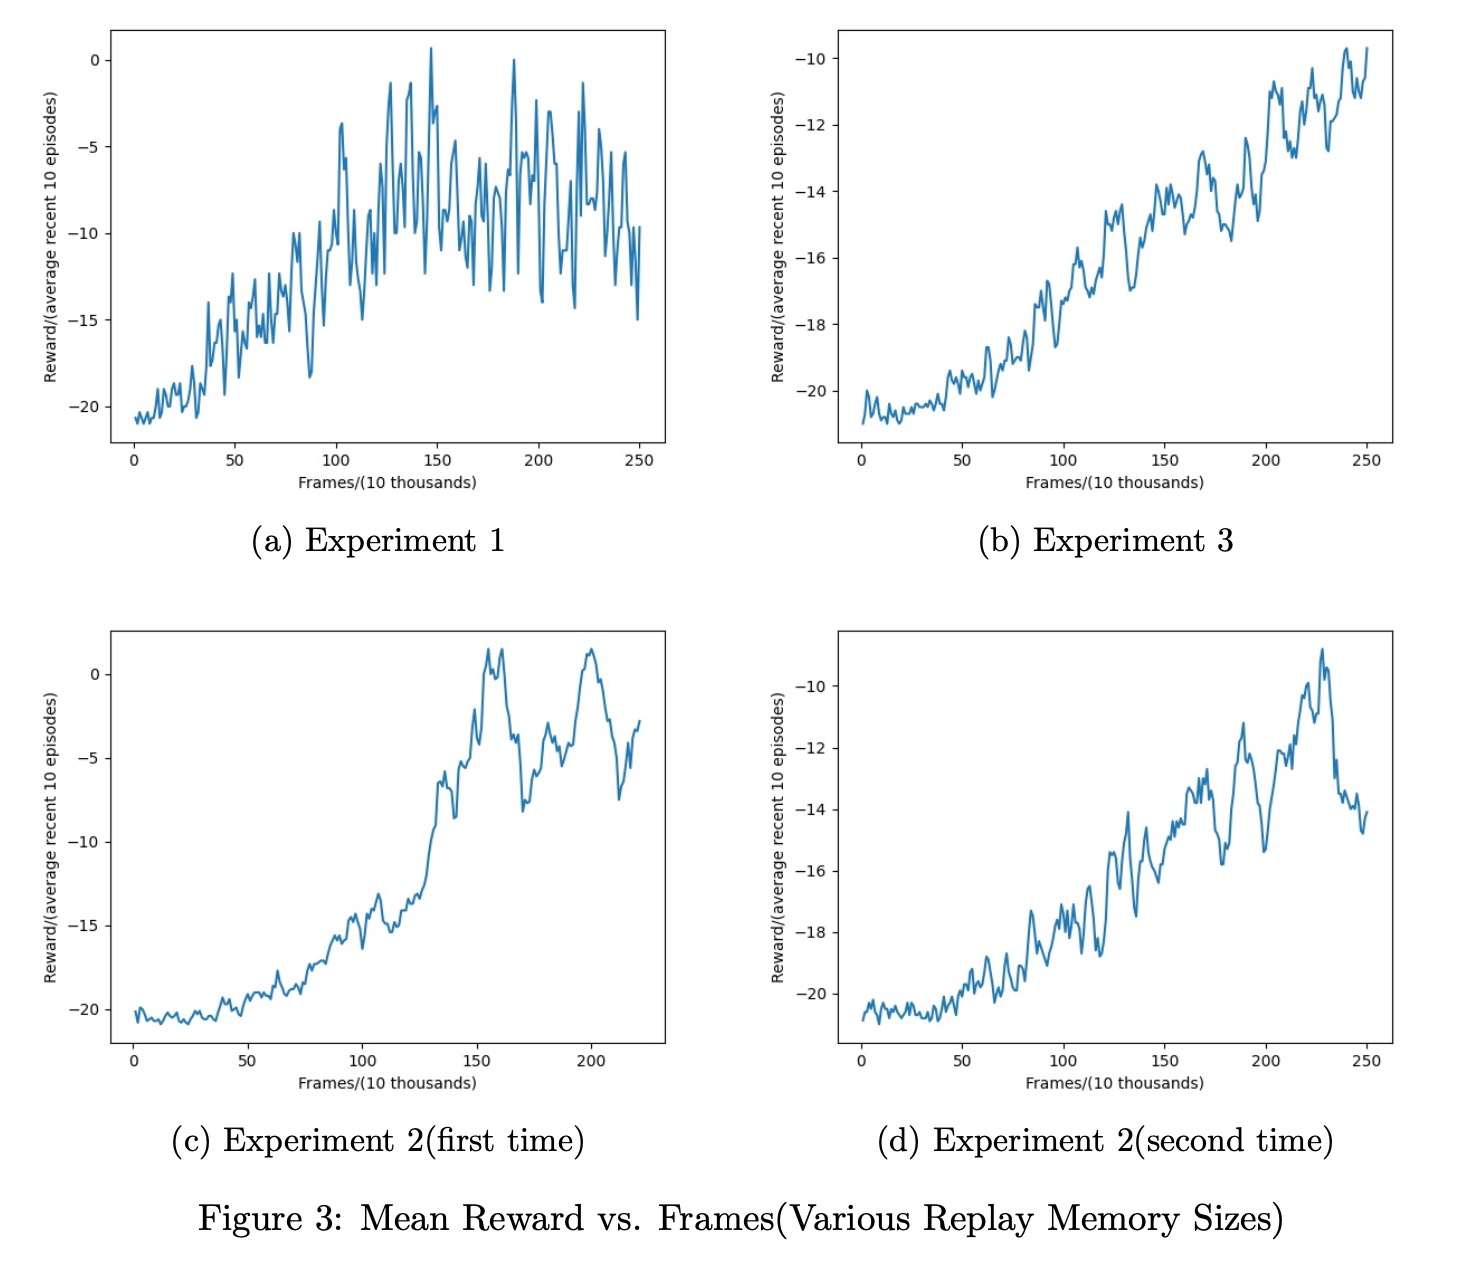 0
−5
−10
−15
−20
Reward/(average recent 10 episodes)
0 50 100 150 200 250
Frames/(10 thousands)
(a) Experiment 1
−10
−12
−14
−16
−18
−20
Reward/(average recent 10 episodes)
0 50 100 150 200 250
Frames/(10 thousands)
(b) Experiment 3
0
−5
−10
−15
−20
Reward/(average recent 10 episodes)
0 50 100 150 200
Frames/(10 thousands)
(c) Experiment 2(first time)
−10
−12
−14
−16
−18
−20
Reward/(average recent 10 episodes)
0 50 100 150 200 250
Frames/(10 thousands)
(d) Experiment 2(second time)
Figure 3: Mean Reward vs. Frames(Various Replay Memory Sizes)